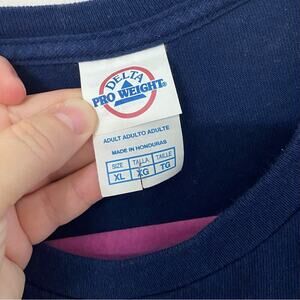 DELTA
PRO WEIGHT®
ADULT ADULTO ADULTE
MADE IN HONDURAS
SIZE TALLA TAILLE
XL XG TG